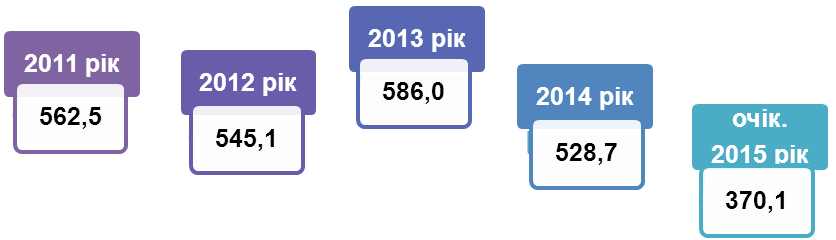 2011 рік
562,5
2012 рік
545,1
2013 рік
586,0
2014 рік
528,7
очік.
2015 рік
370,1